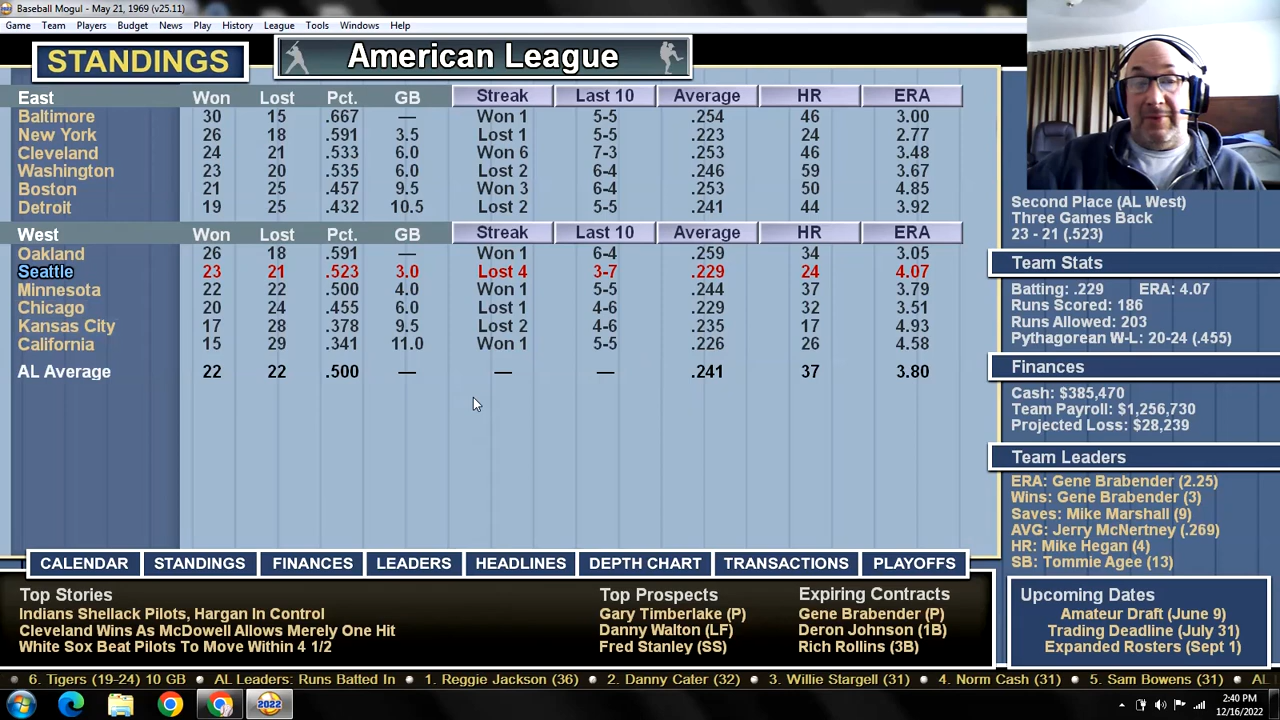 Baseball Mogul - May 21, 1969 (v25.11)
Game Team Players Budget News Play History League Tools Windows Help
STANDINGS
American League
East Won Lost Pct. GB Streak Last 10 Average HR ERA
Baltimore 30 15 .667 — Won 1 5-5 .254 46 3.00
New York 26 18 .591 3.5 Lost 1 5-5 .223 24 2.77
Cleveland 24 21 .533 6.0 Won 6 7-3 .253 46 3.48
Washington 23 20 .535 6.0 Lost 2 6-4 .246 59 3.67
Boston 21 25 .457 9.5 Won 3 6-4 .253 50 4.85
Detroit 19 25 .432 10.5 Lost 2 5-5 .241 44 3.92
West Won Lost Pct. GB Streak Last 10 Average HR ERA
Oakland 26 18 .591 — Won 1 6-4 .259 34 3.05
Seattle 23 21 .523 3.0 Lost 4 3-7 .229 24 4.07
Minnesota 22 22 .500 4.0 Won 1 5-5 .244 37 3.79
Chicago 20 24 .455 6.0 Lost 1 4-6 .229 32 3.51
Kansas City 17 28 .378 9.5 Lost 2 4-6 .235 17 4.93
California 15 29 .341 11.0 Won 1 5-5 .226 26 4.58
AL Average 22 22 .500 — — — .241 37 3.80
Second Place (AL West)
Three Games Back
23 - 21 (.523)
Team Stats
Batting: .229 ERA: 4.07
Runs Scored: 186
Runs Allowed: 203
Pythagorean W-L: 20-24 (.455)
Finances
Cash: $385,470
Team Payroll: $1,256,730
Projected Loss: $28,239
Team Leaders
ERA: Gene Brabender (2.25)
Wins: Gene Brabender (3)
Saves: Mike Marshall (9)
AVG: Jerry McNertney (.269)
HR: Mike Hegan (4)
SB: Tommie Agee (13)
CALENDAR STANDINGS FINANCES LEADERS HEADLINES DEPTH CHART TRANSACTIONS PLAYOFFS
Top Stories
Indians Shellack Pilots, Hargan In Control
Cleveland Wins As McDowell Allows Merely One Hit
White Sox Beat Pilots To Move Within 4 1/2
Top Prospects
Gary Timberlake (P)
Danny Walton (LF)
Fred Stanley (SS)
Expiring Contracts
Gene Brabender (P)
Deron Johnson (1B)
Rich Rollins (3B)
Upcoming Dates
Amateur Draft (June 9)
Trading Deadline (July 31)
Expanded Rosters (Sept 1)
6. Tigers (19-24) 10 GB • AL Leaders: Runs Batted In • 1. Reggie Jackson (36) • 2. Danny Cater (32) • 3. Willie Stargell (31) • 4. Norm Cash (31) • 5. Sam Bowens (31) • 6. Al
2022
2:40 PM
12/16/2022